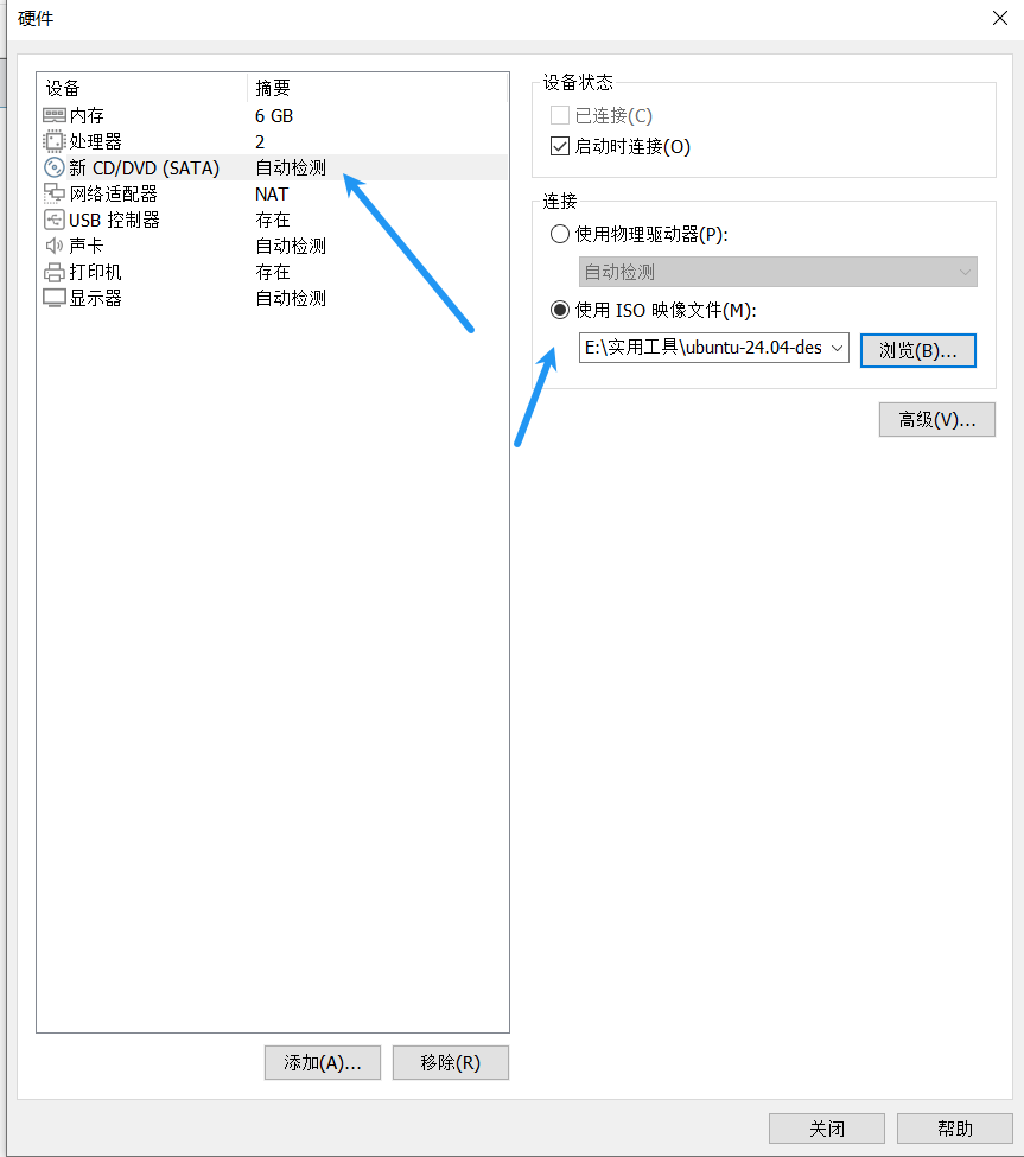 硬件
设备 摘要
内存 6 GB
处理器 2
新 CD/DVD (SATA) 自动检测
网络适配器 NAT
USB 控制器 存在
声卡 自动检测
打印机 存在
显示器 自动检测
添加(A)... 移除(R)
设备状态
已连接(C)
启动时连接(O)
连接
使用物理驱动器(P):
自动检测
使用 ISO 映像文件(M):
E:\实用工具\ubuntu-24.04-des 浏览(B)...
高级(V)...
关闭 帮助